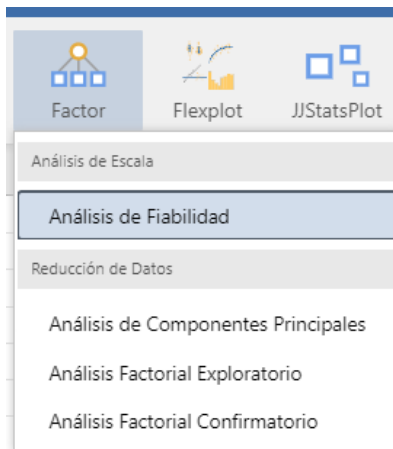 Factor Flexplot JJStatsPlot
Análisis de Escala
Análisis de Fiabilidad
Reducción de Datos
Análisis de Componentes Principales
Análisis Factorial Exploratorio
Análisis Factorial Confirmatorio